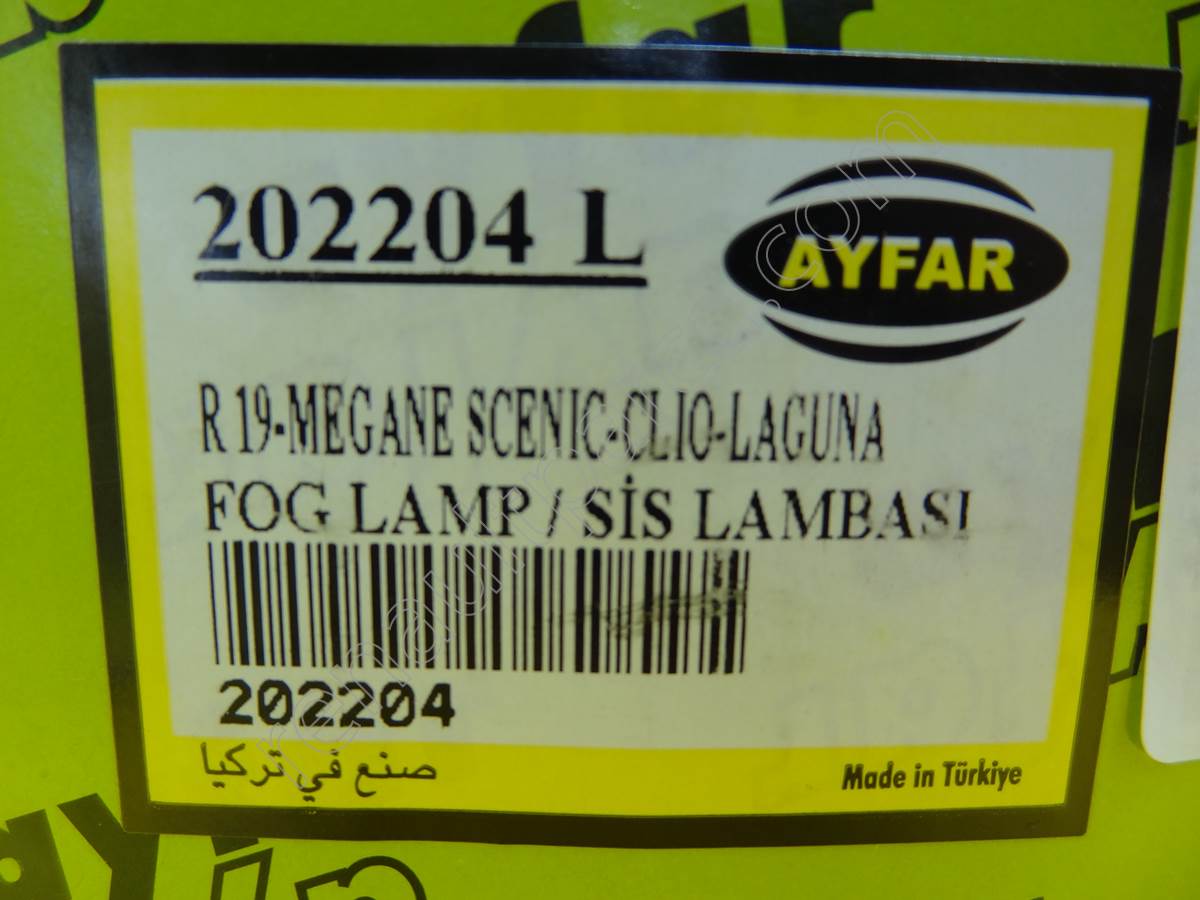 202204 L
AYFAR
R 19-MEGANE SCENIC-CLIO-LAGUNA
FOG LAMP / SİS LAMBASI
202204
صنع في تركيا
Made in Türkiye